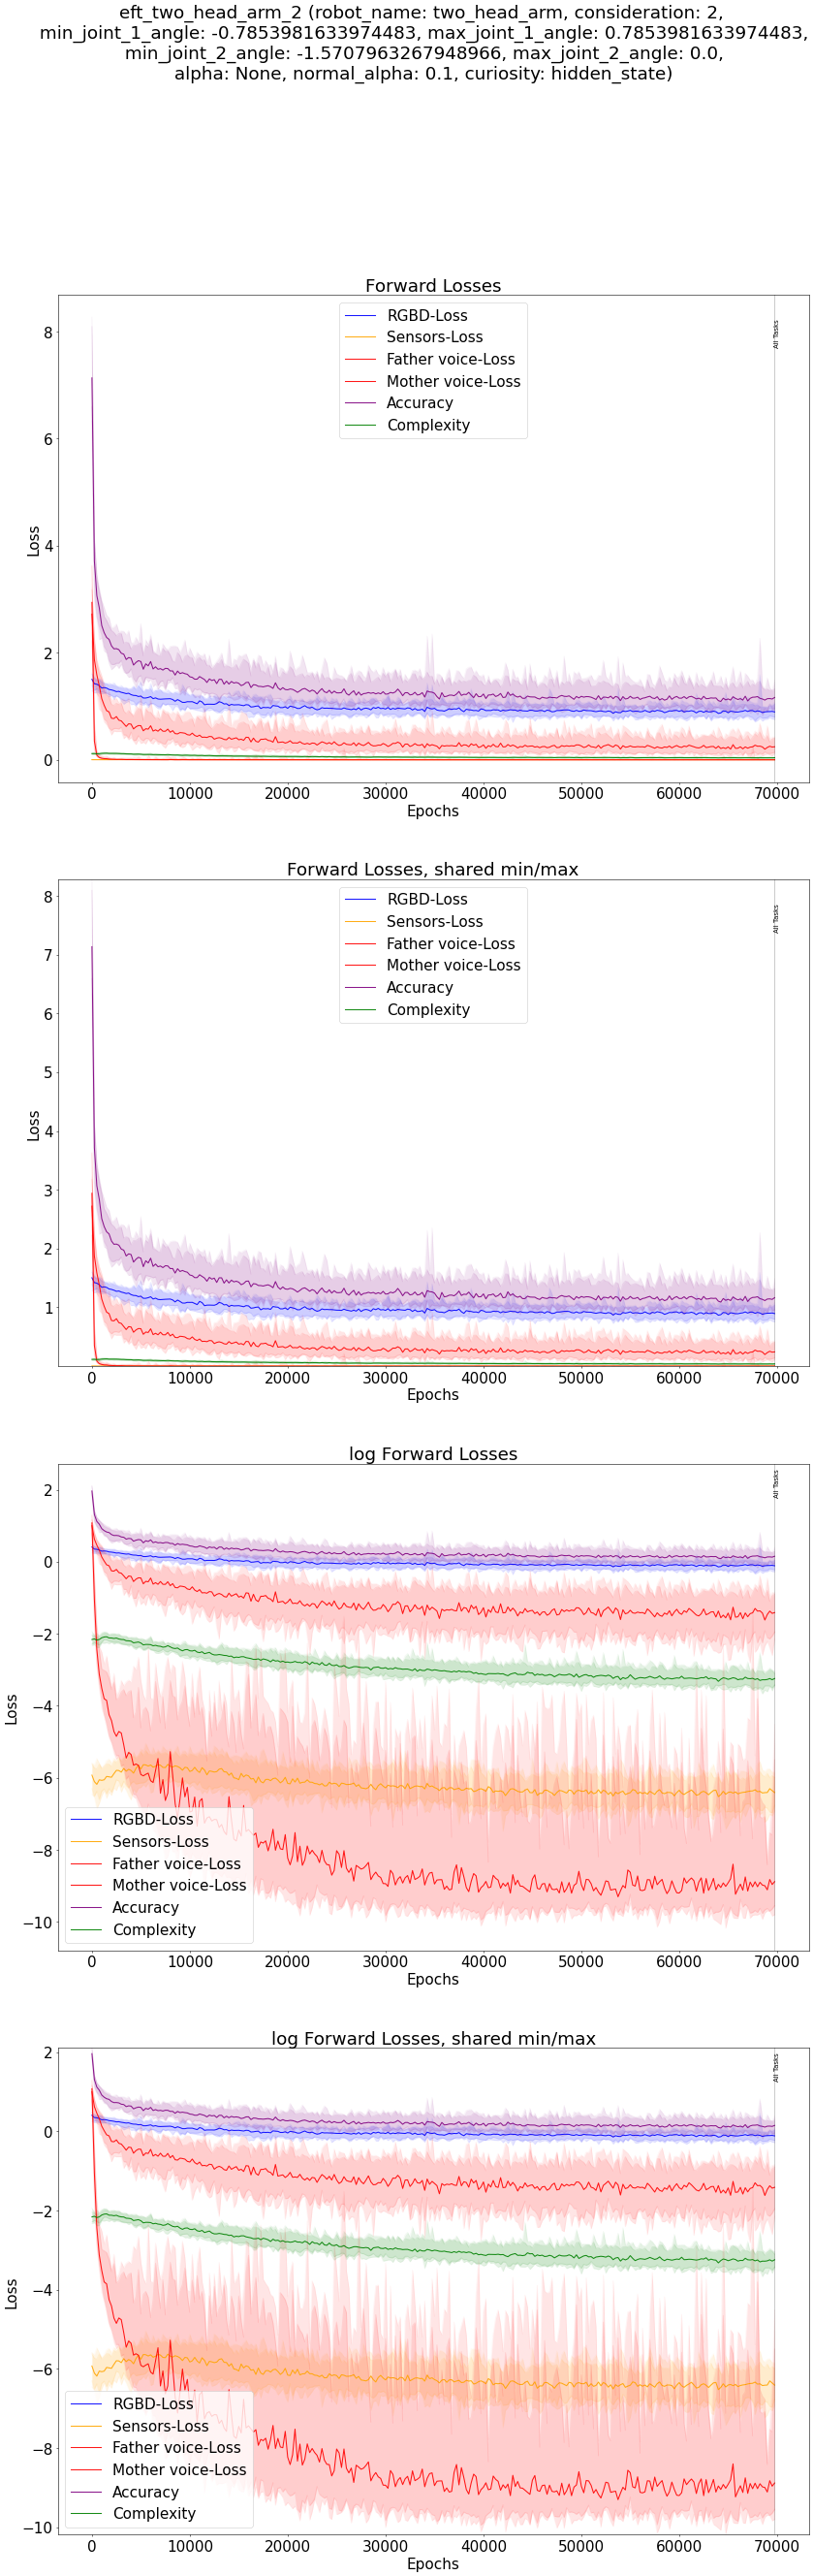 eft_two_head_arm_2 (robot_name: two_head_arm, consideration: 2,
min_joint_1_angle: -0.7853981633974483, max_joint_1_angle: 0.7853981633974483,
min_joint_2_angle: -1.5707963267948966, max_joint_2_angle: 0.0,
alpha: None, normal_alpha: 0.1, curiosity: hidden_state)
Forward Losses
RGBD-Loss
Sensors-Loss
Father voice-Loss
Mother voice-Loss
Accuracy
Complexity
All Tasks
8
6
4
2
0
Loss
0 10000 20000 30000 40000 50000 60000 70000
Epochs
Forward Losses, shared min/max
RGBD-Loss
Sensors-Loss
Father voice-Loss
Mother voice-Loss
Accuracy
Complexity
All Tasks
8
7
6
5
4
3
2
1
Loss
0 10000 20000 30000 40000 50000 60000 70000
Epochs
log Forward Losses
All Tasks
2
0
−2
−4
−6
−8
−10
Loss
RGBD-Loss
Sensors-Loss
Father voice-Loss
Mother voice-Loss
Accuracy
Complexity
0 10000 20000 30000 40000 50000 60000 70000
Epochs
log Forward Losses, shared min/max
All Tasks
2
0
−2
−4
−6
−8
−10
Loss
RGBD-Loss
Sensors-Loss
Father voice-Loss
Mother voice-Loss
Accuracy
Complexity
0 10000 20000 30000 40000 50000 60000 70000
Epochs